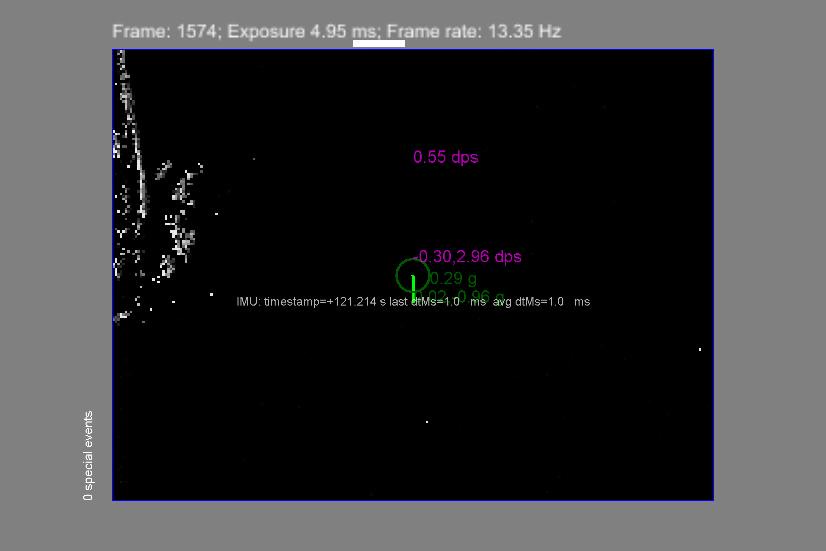 Frame: 1574; Exposure 4.95 ms; Frame rate: 13.35 Hz
0.55 dps
-0.30,2.96 dps
0.29 g
0.96 g
IMU: timestamp=+121.214 s last dtMs=1.0 ms avg dtMs=1.0 ms
0 special events